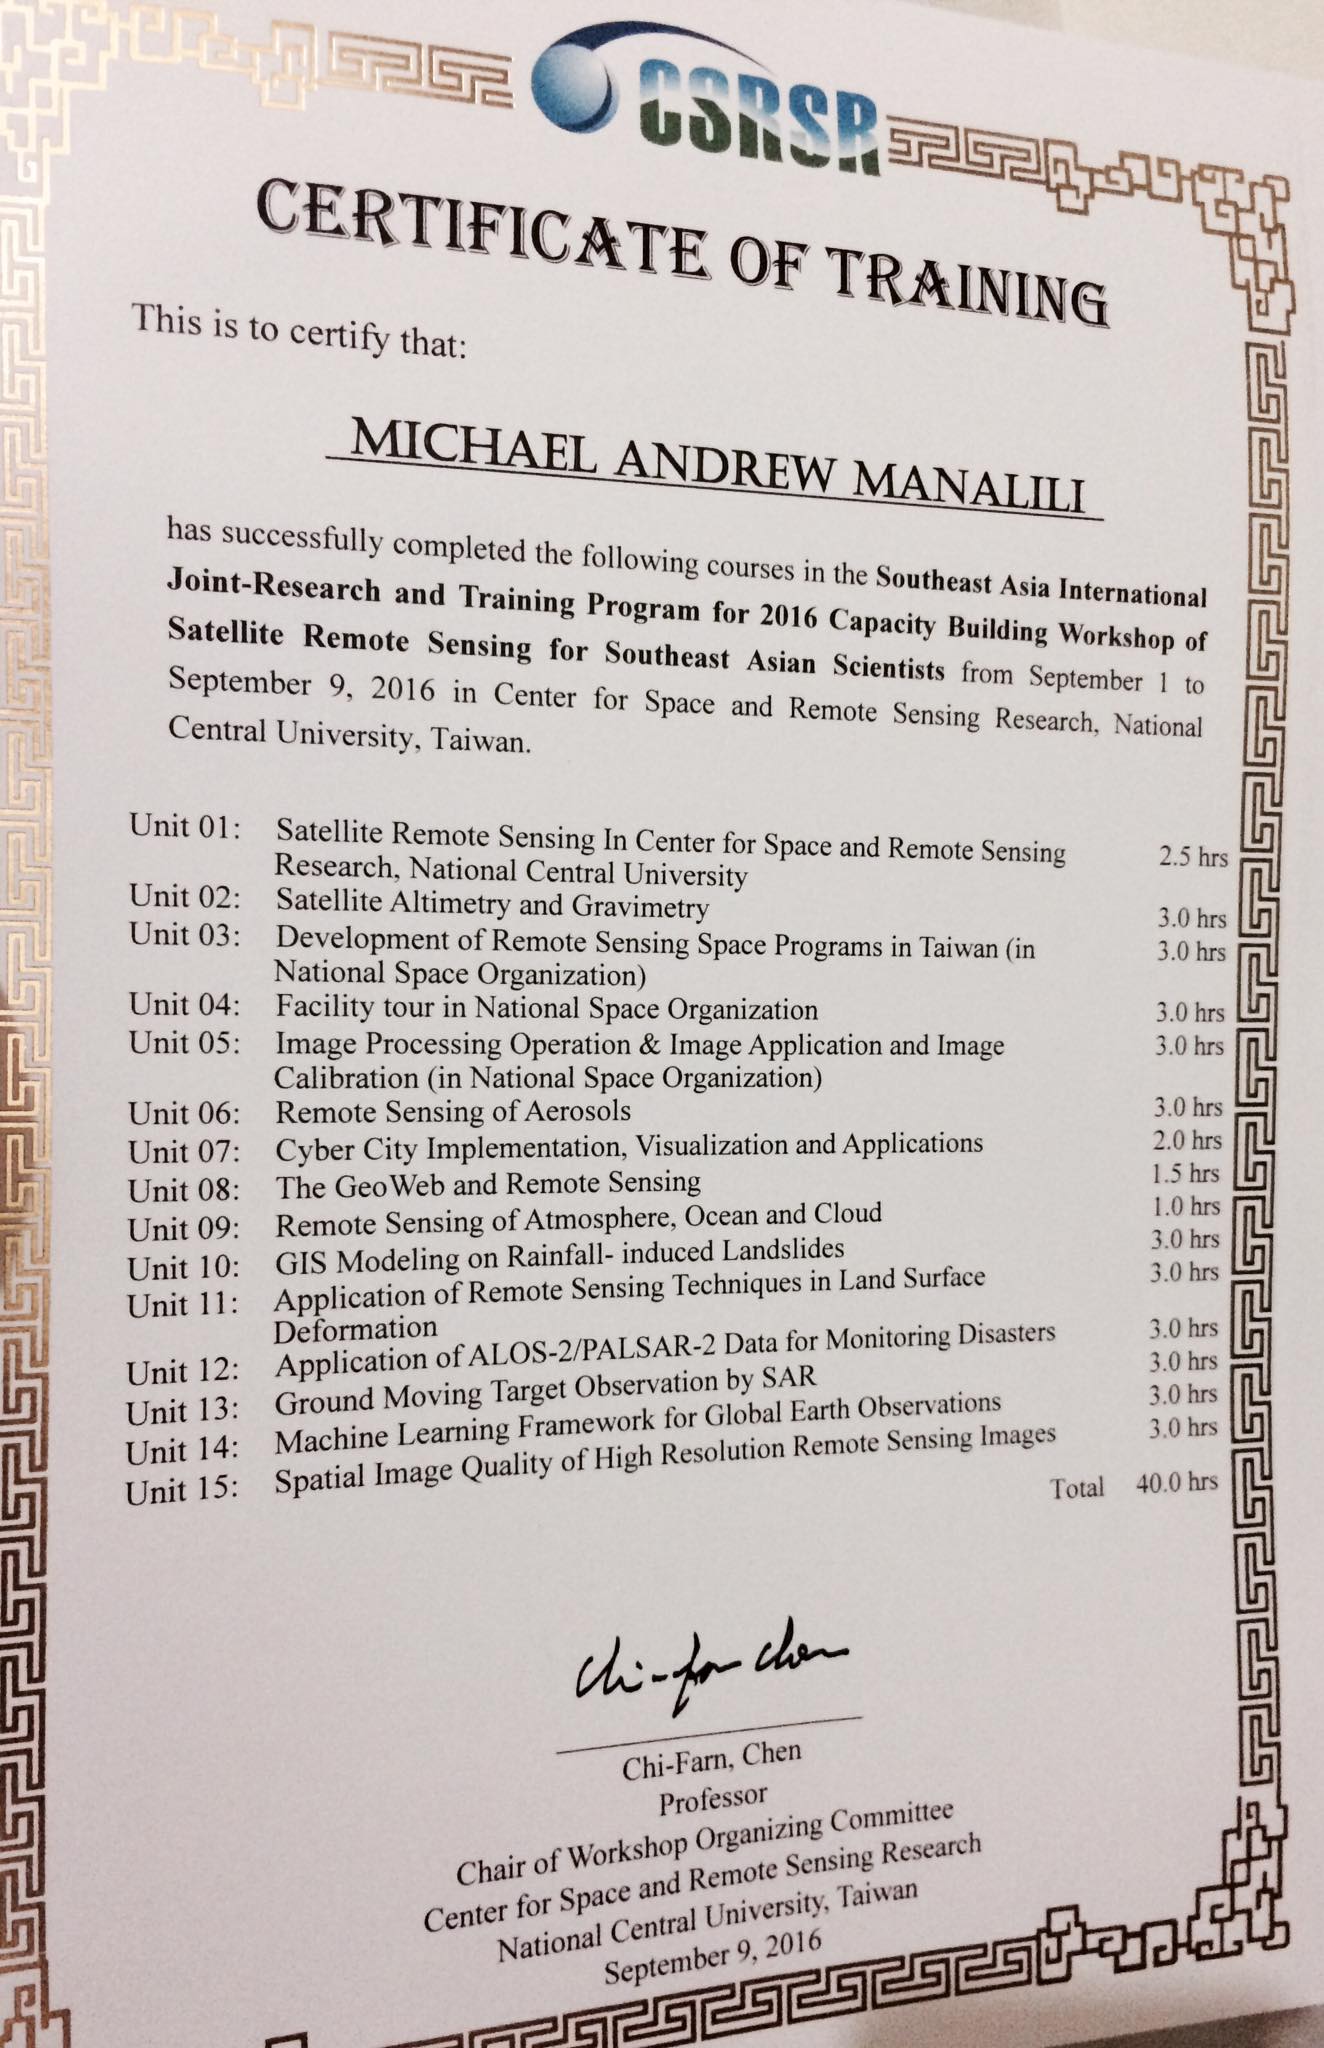 CSRSR
CERTIFICATE OF TRAINING
This is to certify that:
MICHAEL ANDREW MANALILI
has successfully completed the following courses in the Southeast Asia International
Joint-Research and Training Program for 2016 Capacity Building Workshop of
Satellite Remote Sensing for Southeast Asian Scientists from September 1 to
September 9, 2016 in Center for Space and Remote Sensing Research, National
Central University, Taiwan.
Unit 01: Satellite Remote Sensing In Center for Space and Remote Sensing 2.5 hrs
Research, National Central University
Unit 02: Satellite Altimetry and Gravimetry 3.0 hrs
Unit 03: Development of Remote Sensing Space Programs in Taiwan (in 3.0 hrs
National Space Organization)
Unit 04: Facility tour in National Space Organization 3.0 hrs
Unit 05: Image Processing Operation & Image Application and Image 3.0 hrs
Calibration (in National Space Organization)
Unit 06: Remote Sensing of Aerosols 3.0 hrs
Unit 07: Cyber City Implementation, Visualization and Applications 2.0 hrs
Unit 08: The GeoWeb and Remote Sensing 1.5 hrs
Unit 09: Remote Sensing of Atmosphere, Ocean and Cloud 1.0 hrs
Unit 10: GIS Modeling on Rainfall- induced Landslides 3.0 hrs
Unit 11: Application of Remote Sensing Techniques in Land Surface 3.0 hrs
Deformation
Unit 12: Application of ALOS-2/PALSAR-2 Data for Monitoring Disasters 3.0 hrs
Unit 13: Ground Moving Target Observation by SAR 3.0 hrs
Unit 14: Machine Learning Framework for Global Earth Observations 3.0 hrs
Unit 15: Spatial Image Quality of High Resolution Remote Sensing Images 3.0 hrs
Total 40.0 hrs
Chi-farn Chen
Chi-Farn, Chen
Professor
Chair of Workshop Organizing Committee
Center for Space and Remote Sensing Research
National Central University, Taiwan
September 9, 2016